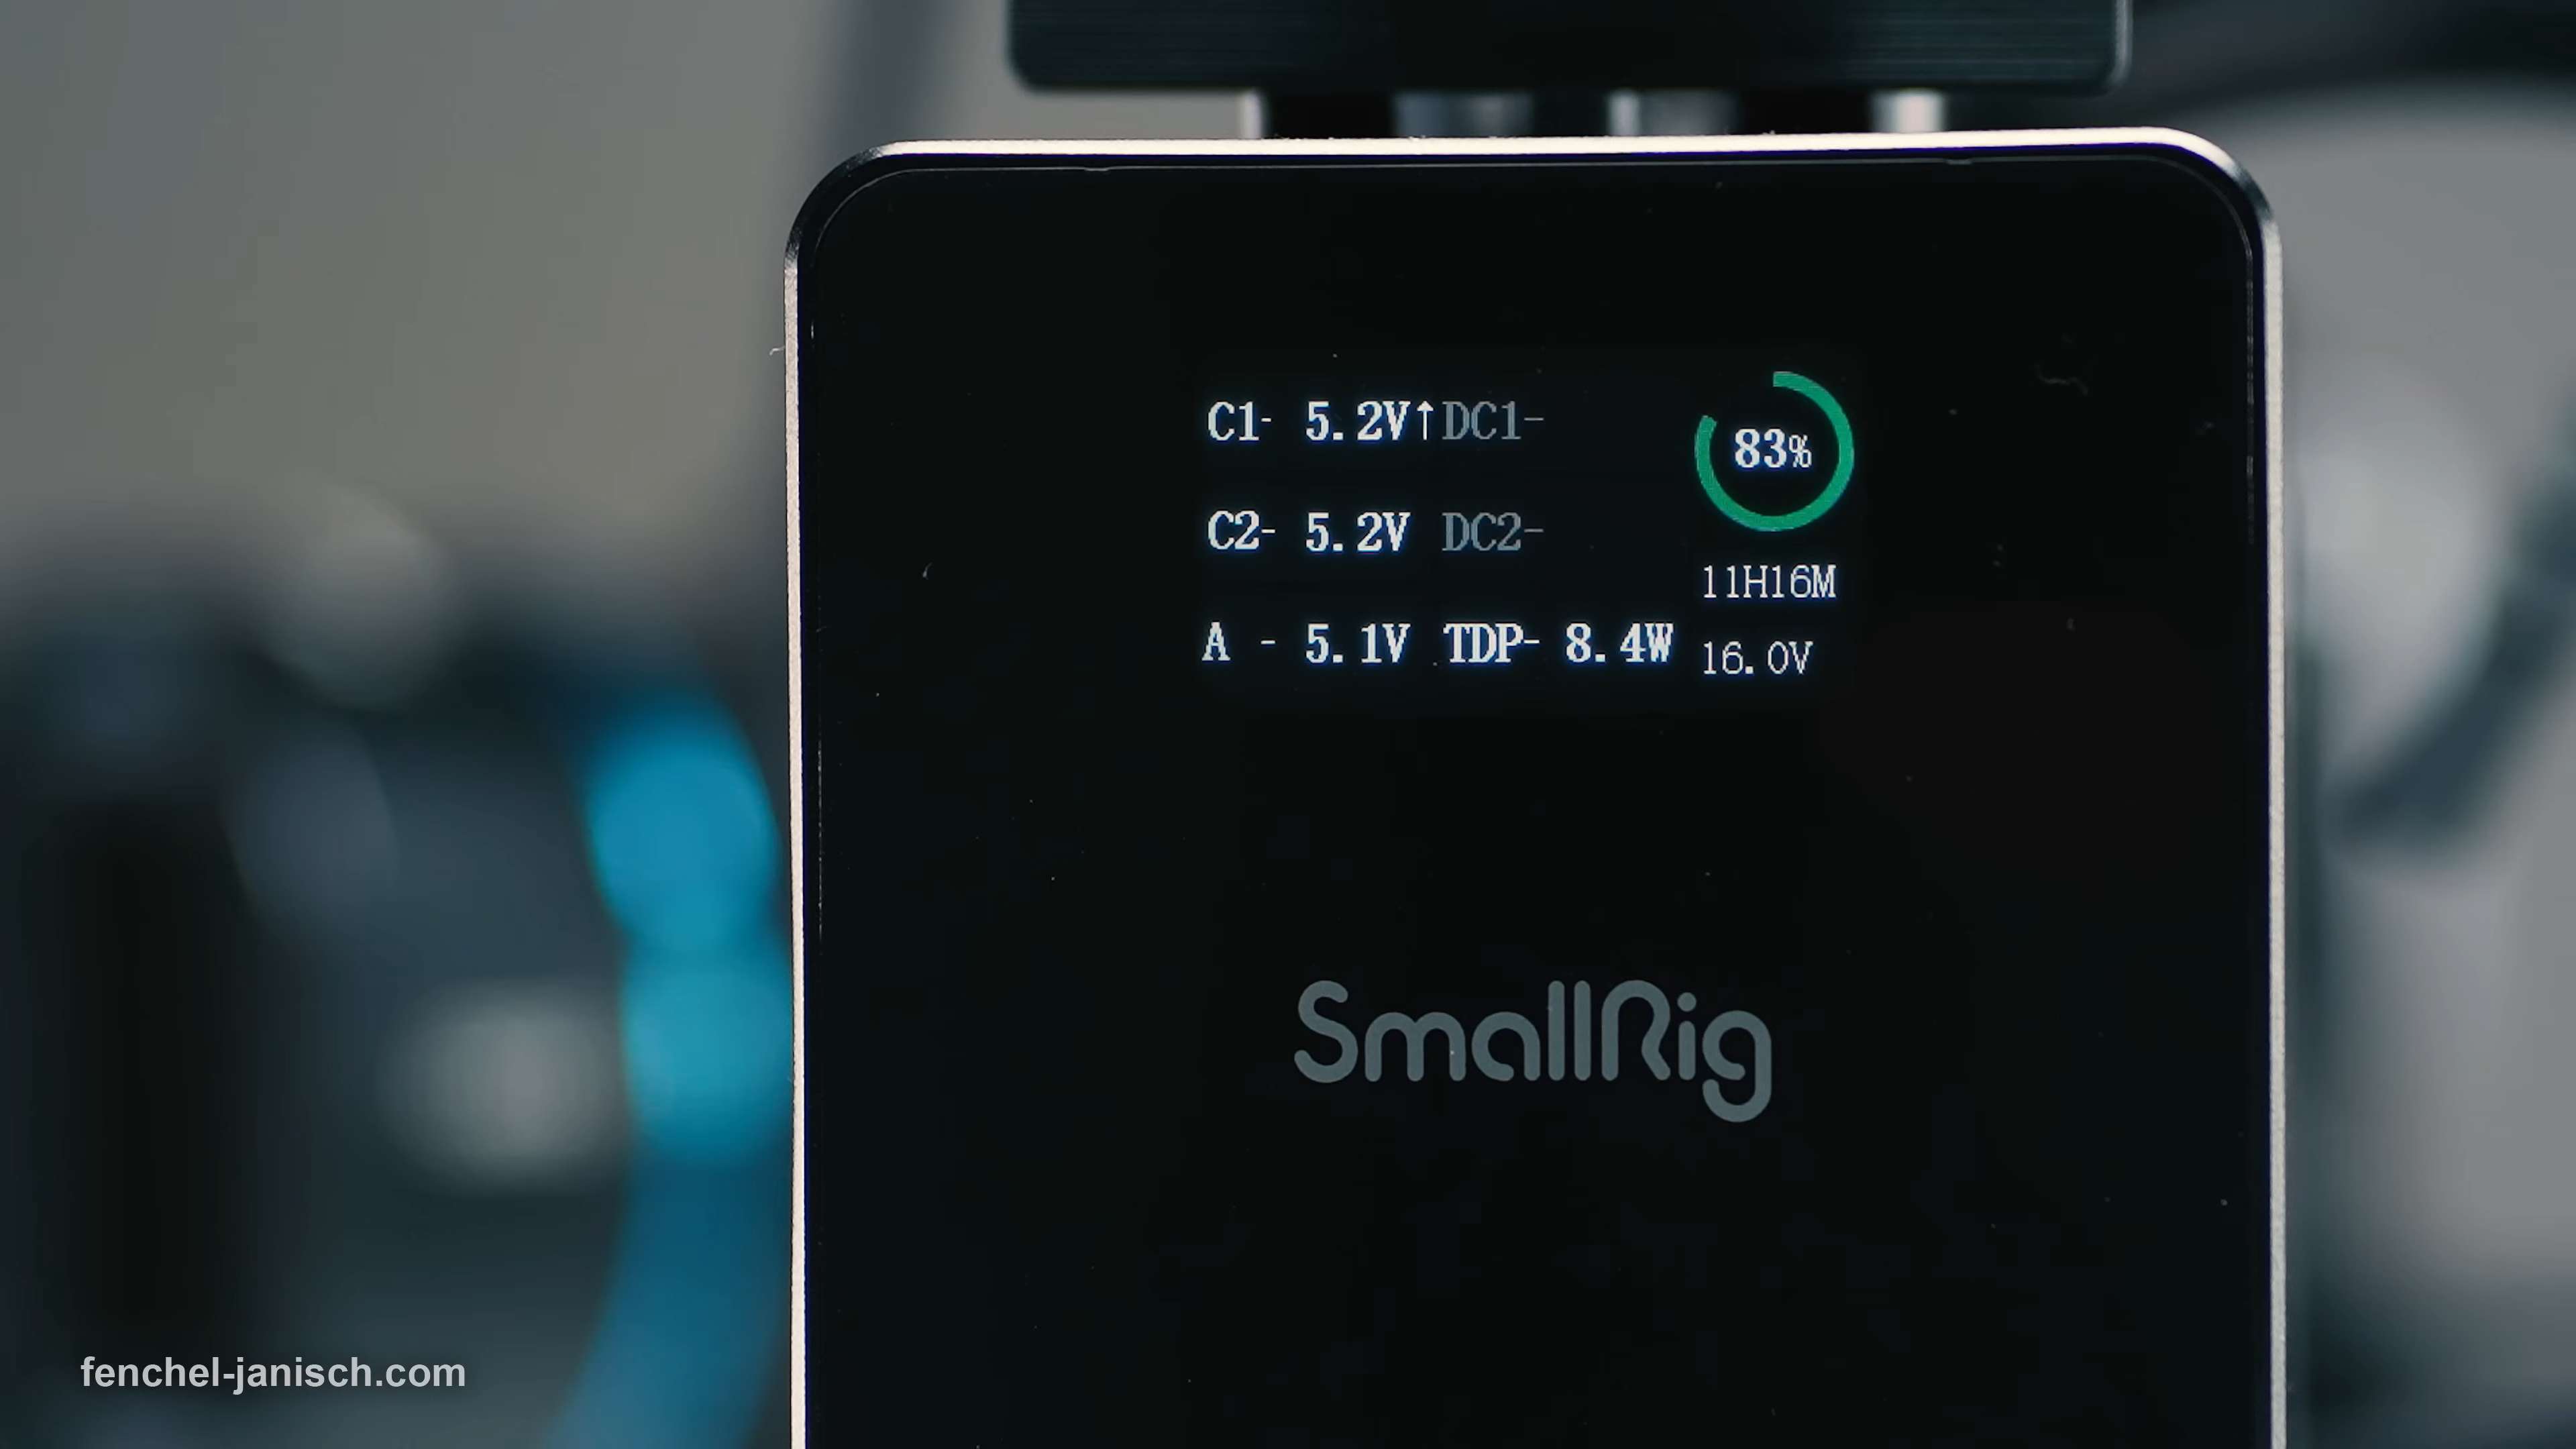 C1- 5.2V↑ DC1-
83%
C2- 5.2V DC2-
11H16M
A - 5.1V TDP- 8.4W
16.0V
SmallRig
fenchel-janisch.com